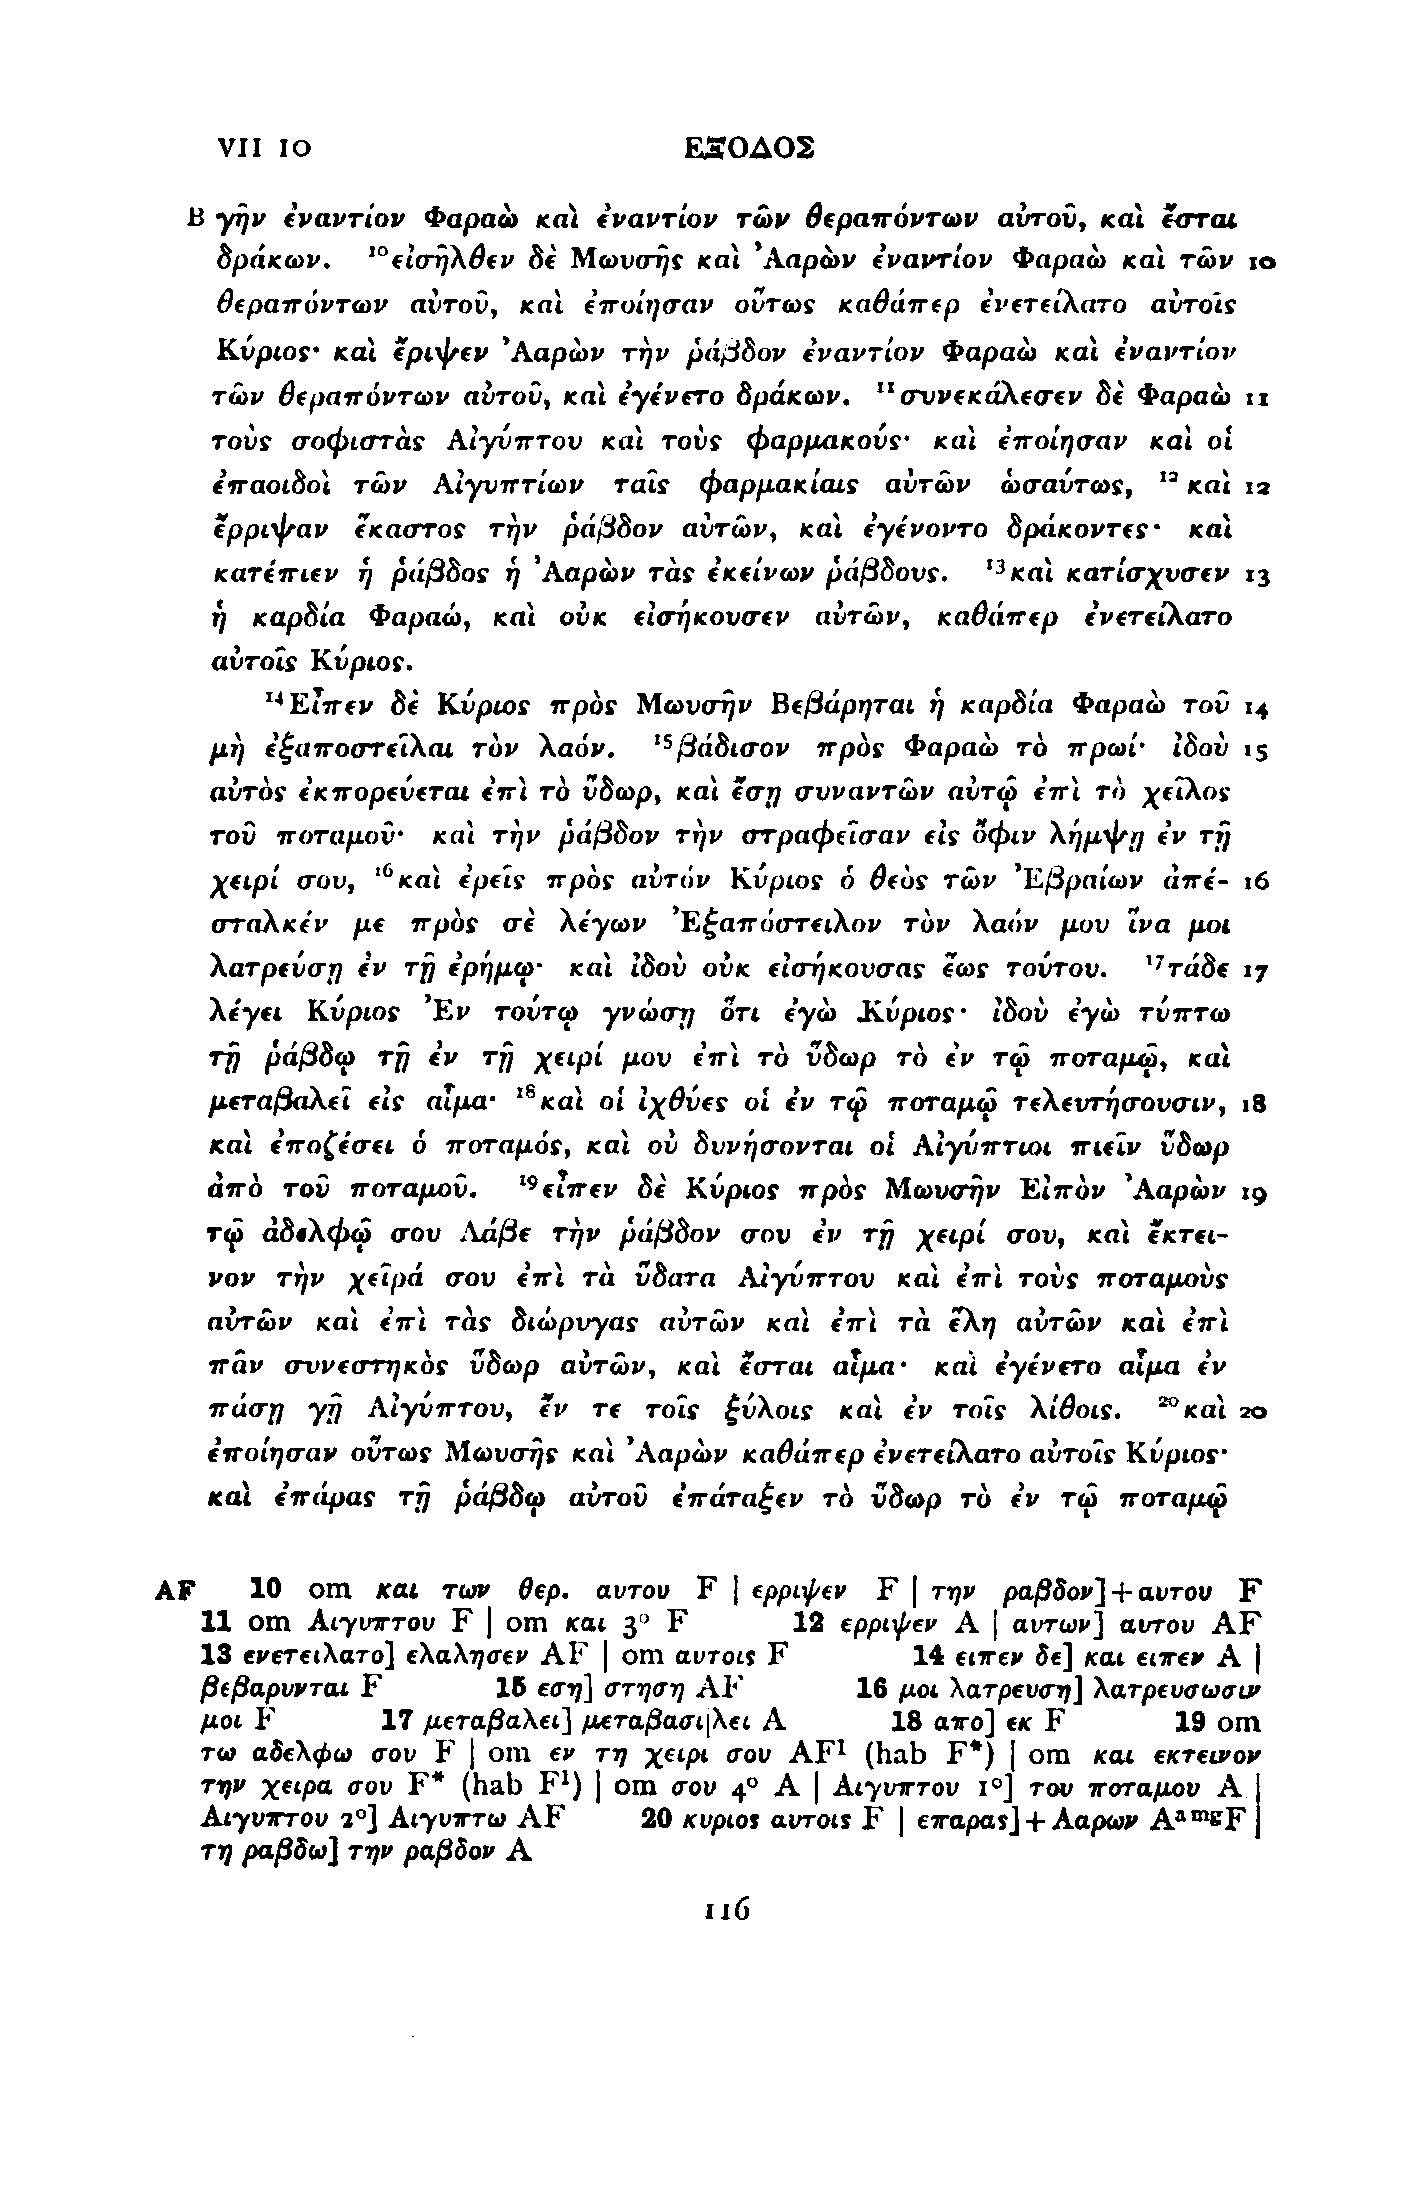 VII 10 ΕΞΟΔΟΣ
B γῆν ἐναντίον Φαραὼ καὶ ἐναντίον τῶν θεραπόντων αὐτοῦ, καὶ ἔσται
δράκων. ¹⁰εἰσῆλθεν δὲ Μωυσῆς καὶ Ἀαρὼν ἐναντίον Φαραὼ καὶ τῶν 10
θεραπόντων αὐτοῦ, καὶ ἐποίησαν οὕτως καθάπερ ἐνετείλατο αὐτοῖς
Κύριος· καὶ ἔριψεν Ἀαρὼν τὴν ῥάβδον ἐναντίον Φαραὼ καὶ ἐναντίον
τῶν θεραπόντων αὐτοῦ, καὶ ἐγένετο δράκων. ¹¹συνεκάλεσεν δὲ Φαραὼ 11
τοὺς σοφιστὰς Αἰγύπτου καὶ τοὺς φαρμακούς· καὶ ἐποίησαν καὶ οἱ
ἐπαοιδοὶ τῶν Αἰγυπτίων ταῖς φαρμακίαις αὐτῶν ὡσαύτως, ¹²καὶ 12
ἔρριψαν ἕκαστος τὴν ῥάβδον αὐτῶν, καὶ ἐγένοντο δράκοντες· καὶ
κατέπιεν ἡ ῥάβδος ἡ Ἀαρὼν τὰς ἐκείνων ῥάβδους. ¹³καὶ κατίσχυσεν 13
ἡ καρδία Φαραώ, καὶ οὐκ εἰσήκουσεν αὐτῶν, καθάπερ ἐνετείλατο
αὐτοῖς Κύριος.
¹⁴Εἶπεν δὲ Κύριος πρὸς Μωυσῆν Βεβάρηται ἡ καρδία Φαραὼ τοῦ 14
μὴ ἐξαποστεῖλαι τὸν λαόν. ¹⁵βάδισον πρὸς Φαραὼ τὸ πρωί· ἰδοὺ 15
αὐτὸς ἐκπορεύεται ἐπὶ τὸ ὕδωρ, καὶ ἔσῃ συναντῶν αὐτῷ ἐπὶ τὸ χεῖλος
τοῦ ποταμοῦ· καὶ τὴν ῥάβδον τὴν στραφεῖσαν εἰς ὄφιν λήμψῃ ἐν τῇ
χειρί σου, ¹⁶καὶ ἐρεῖς πρὸς αὐτόν Κύριος ὁ θεὸς τῶν Ἐβραίων ἀπέ- 16
σταλκέν με πρὸς σὲ λέγων Ἐξαπόστειλον τὸν λαόν μου ἵνα μοι
λατρεύσῃ ἐν τῇ ἐρήμῳ· καὶ ἰδοὺ οὐκ εἰσήκουσας ἕως τούτου. ¹⁷τάδε 17
λέγει Κύριος Ἐν τούτῳ γνώσῃ ὅτι ἐγὼ Κύριος· ἰδοὺ ἐγὼ τύπτω
τῇ ῥάβδῳ τῇ ἐν τῇ χειρί μου ἐπὶ τὸ ὕδωρ τὸ ἐν τῷ ποταμῷ, καὶ
μεταβαλεῖ εἰς αἷμα· ¹⁸καὶ οἱ ἰχθύες οἱ ἐν τῷ ποταμῷ τελευτήσουσιν, 18
καὶ ἐποζέσει ὁ ποταμός, καὶ οὐ δυνήσονται οἱ Αἰγύπτιοι πιεῖν ὕδωρ
ἀπὸ τοῦ ποταμοῦ. ¹⁹εἶπεν δὲ Κύριος πρὸς Μωυσῆν Εἰπὸν Ἀαρὼν 19
τῷ ἀδελφῷ σου Λάβε τὴν ῥάβδον σου ἐν τῇ χειρί σου, καὶ ἔκτει-
νον τὴν χεῖρά σου ἐπὶ τὰ ὕδατα Αἰγύπτου καὶ ἐπὶ τοὺς ποταμοὺς
αὐτῶν καὶ ἐπὶ τὰς διώρυγας αὐτῶν καὶ ἐπὶ τὰ ἕλη αὐτῶν καὶ ἐπὶ
πᾶν συνεστηκὸς ὕδωρ αὐτῶν, καὶ ἔσται αἷμα· καὶ ἐγένετο αἷμα ἐν
πάσῃ γῇ Αἰγύπτου, ἔν τε τοῖς ξύλοις καὶ ἐν τοῖς λίθοις. ²⁰καὶ 20
ἐποίησαν οὕτως Μωυσῆς καὶ Ἀαρὼν καθάπερ ἐνετείλατο αὐτοῖς Κύριος·
καὶ ἐπάρας τῇ ῥάβδῳ αὐτοῦ ἐπάταξεν τὸ ὕδωρ τὸ ἐν τῷ ποταμῷ
AF 10 om και των θερ. αυτου F | ερριψεν F | την ραβδον]+αυτου F
11 om Αιγυπτου F | om και 3° F 12 ερριψεν A | αυτων] αυτου AF
13 ενετειλατο] ελαλησεν AF | om αυτοις F 14 ειπεν δε] και ειπεν A |
βεβαρυνται F 15 εση] στηση AF 16 μοι λατρευση] λατρευσωσιν
μοι F 17 μεταβαλει] μεταβασι|λει A 18 απο] εκ F 19 om
τω αδελφω σου F | om εν τη χειρι σου AF¹ (hab F*) | om και εκτεινον
την χειρα σου F* (hab F¹) | om σου 4° A | Αιγυπτου 1°] του ποταμου A |
Αιγυπτου 2°] Αιγυπτω AF 20 κυριος αυτοις F | επαρας]+Ααρων Aᵃᵐᵍ F |
τη ραβδω] την ραβδον A
116